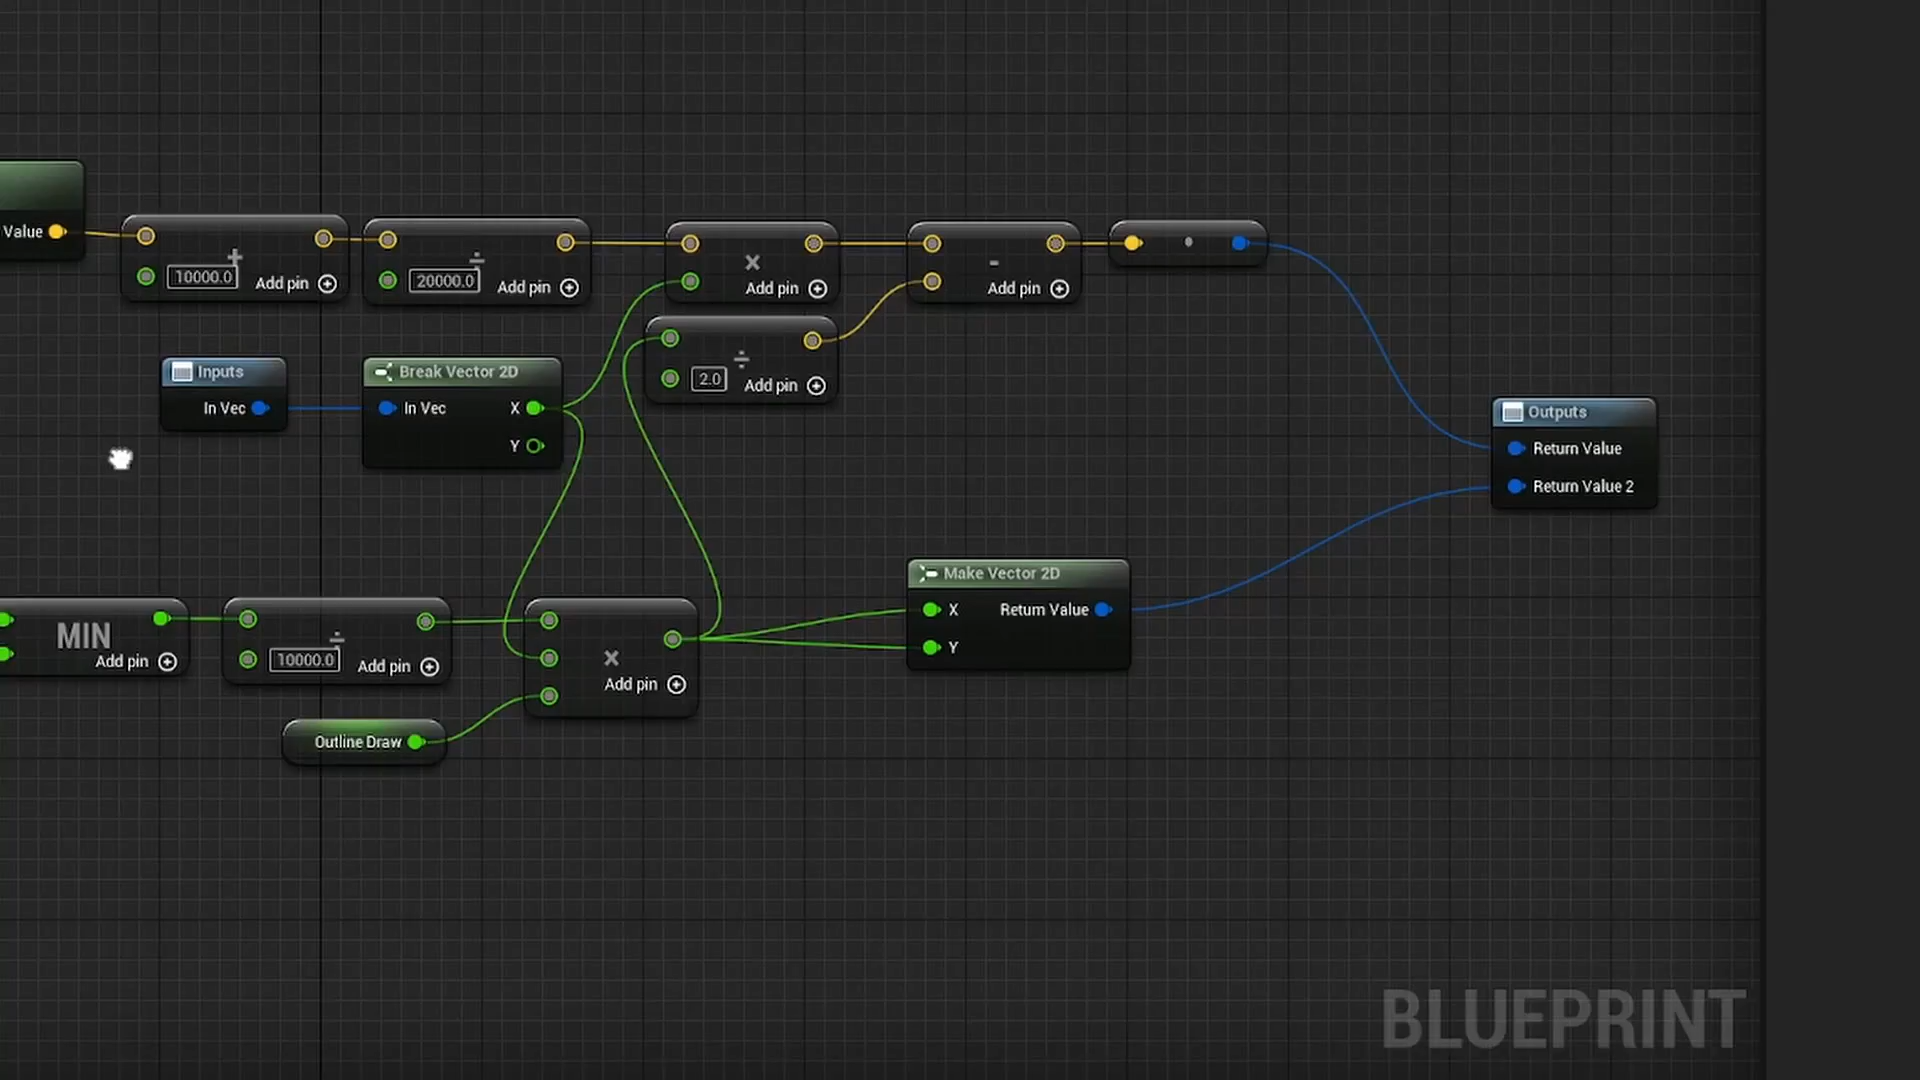 Value
+
10000.0
Add pin
÷
20000.0
Add pin
×
Add pin
-
Add pin
÷
2.0
Add pin
Inputs
In Vec
Break Vector 2D
In Vec
X
Y
Outputs
Return Value
Return Value 2
MIN
Add pin
÷
10000.0
Add pin
×
Add pin
Outline Draw
Make Vector 2D
X
Return Value
Y
BLUEPRINT